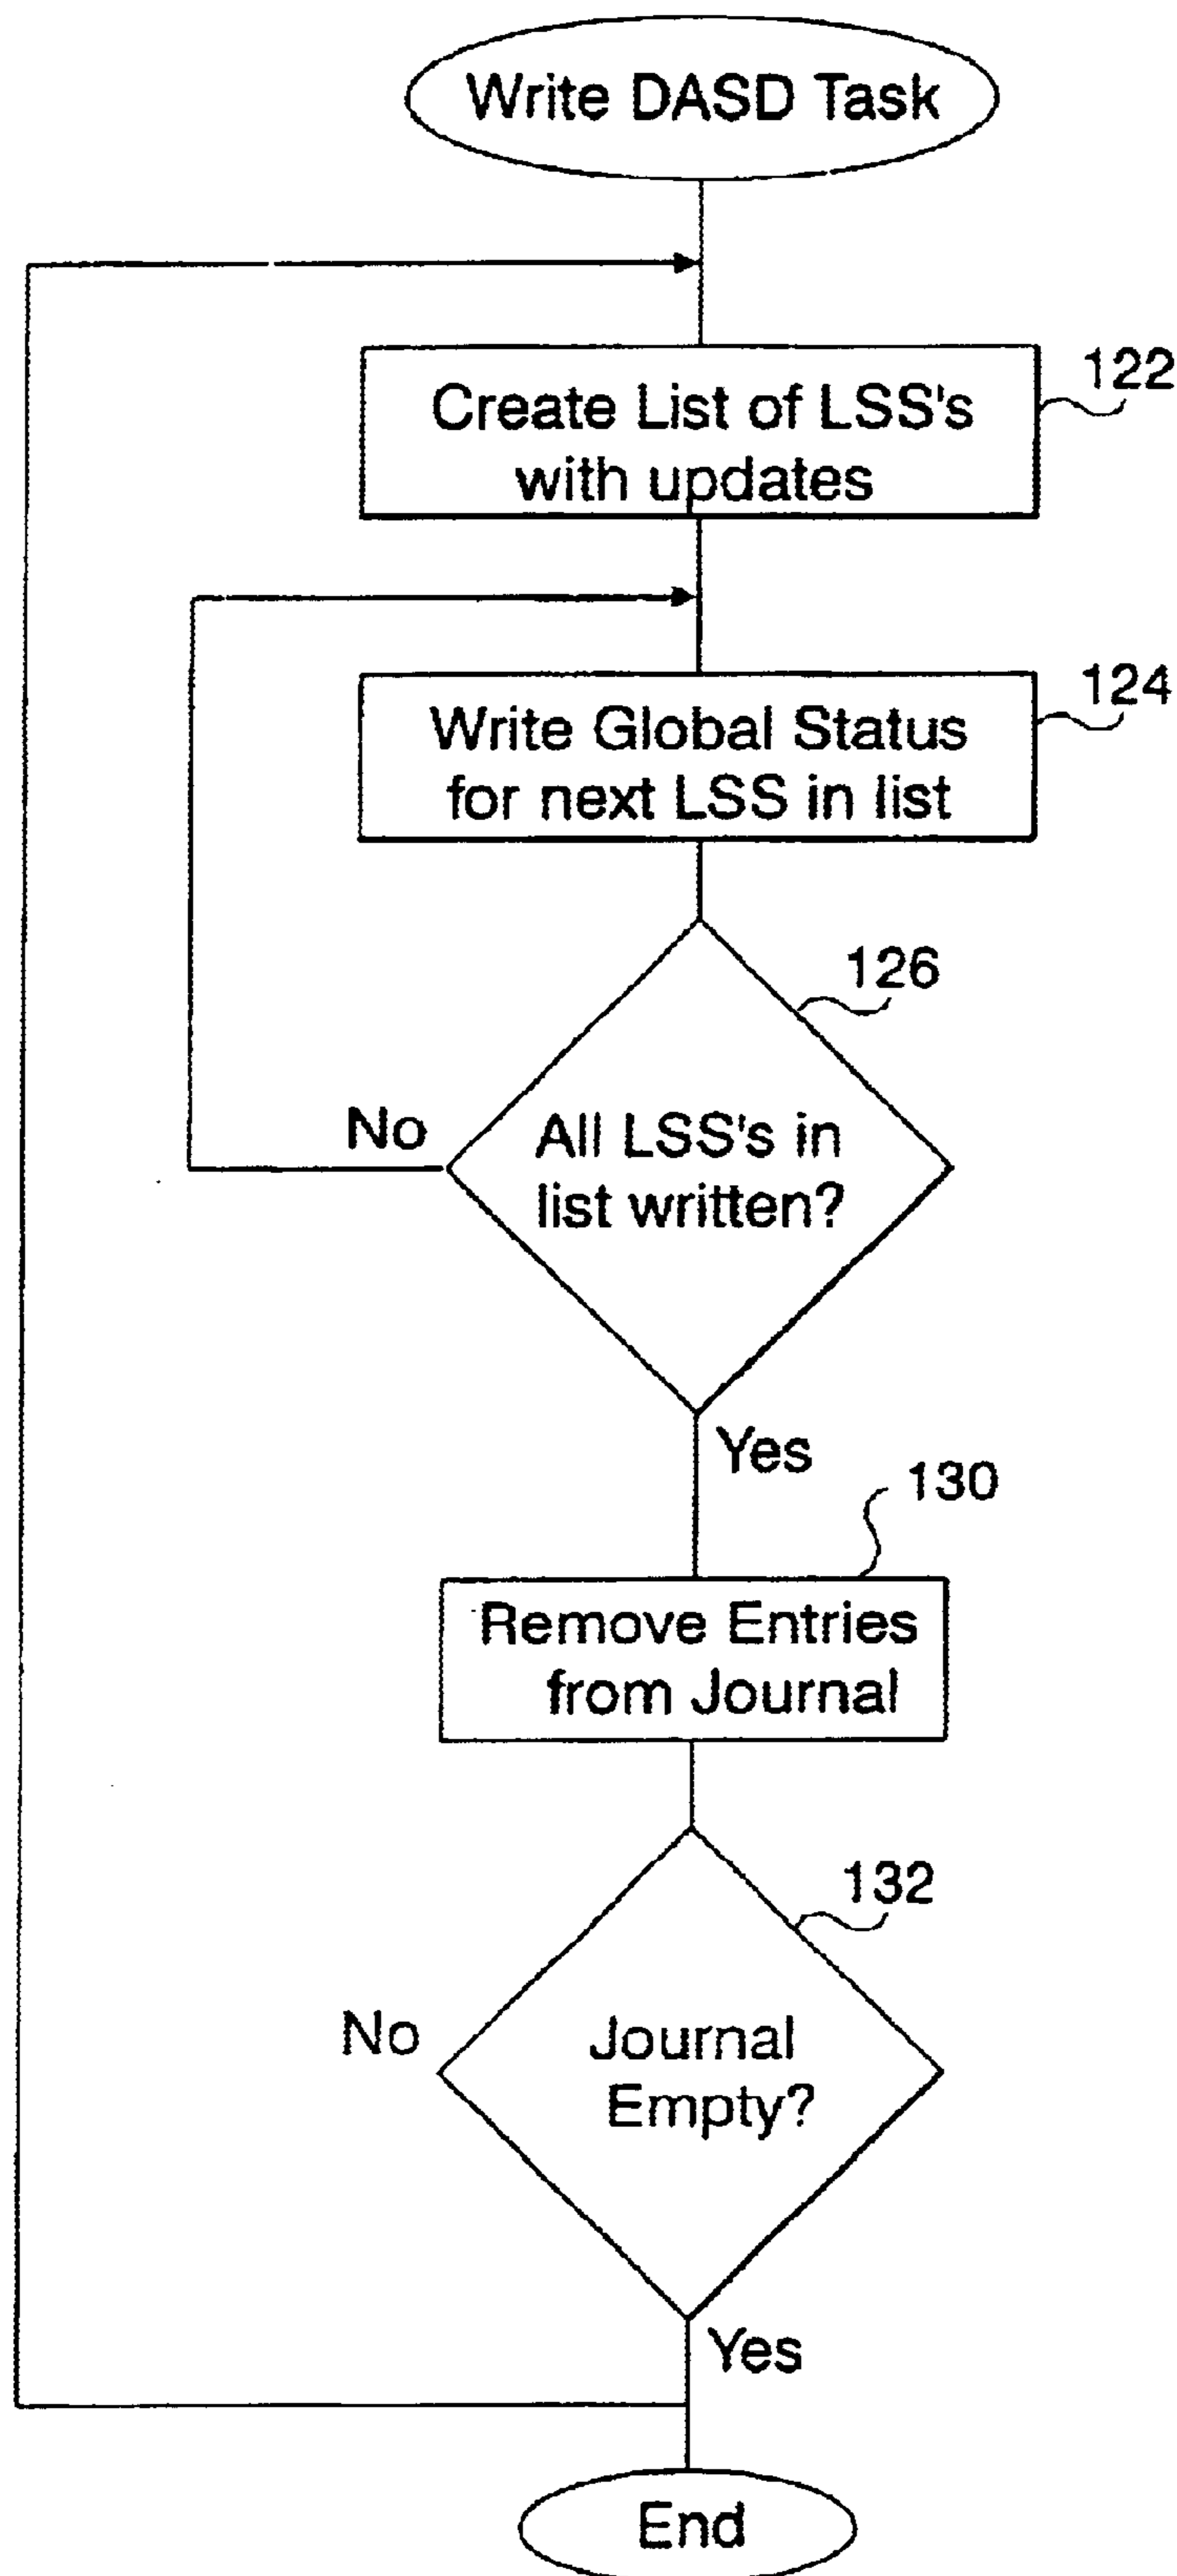 Write DASD Task
122
Create List of LSS's
with updates
124
Write Global Status
for next LSS in list
126
No
All LSS's in
list written?
Yes
130
Remove Entries
from Journal
132
No
Journal
Empty?
Yes
End